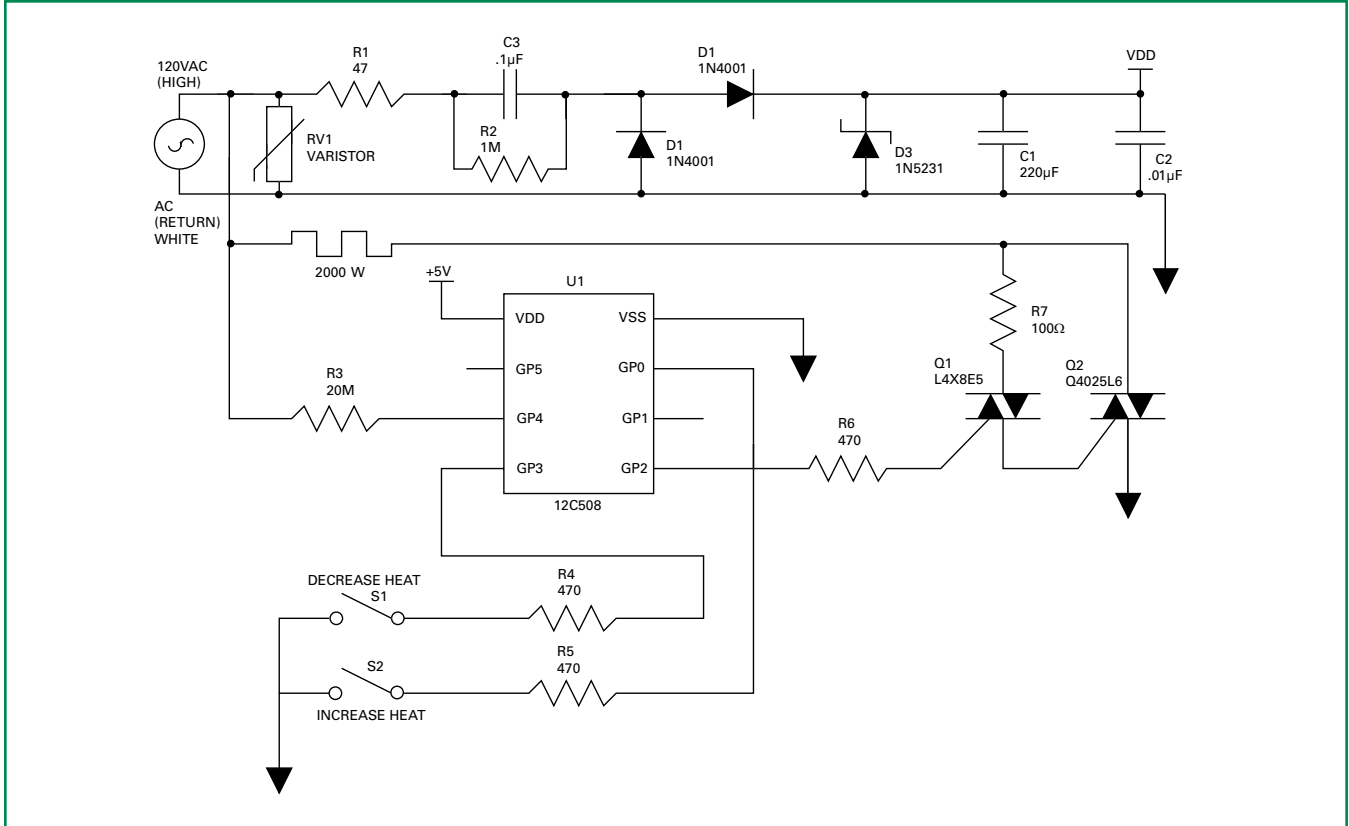 120VAC
(HIGH)
R1
47
C3
.1µF
D1
1N4001
VDD
RV1
VARISTOR
R2
1M
D1
1N4001
D3
1N5231
C1
220µF
C2
.01µF
AC
(RETURN)
WHITE
2000 W
+5V
U1
VDD
VSS
GP5
GP0
GP4
GP1
GP3
GP2
12C508
R3
20M
R7
100Ω
Q1
L4X8E5
Q2
Q4025L6
R6
470
DECREASE HEAT
S1
R4
470
S2
INCREASE HEAT
R5
470